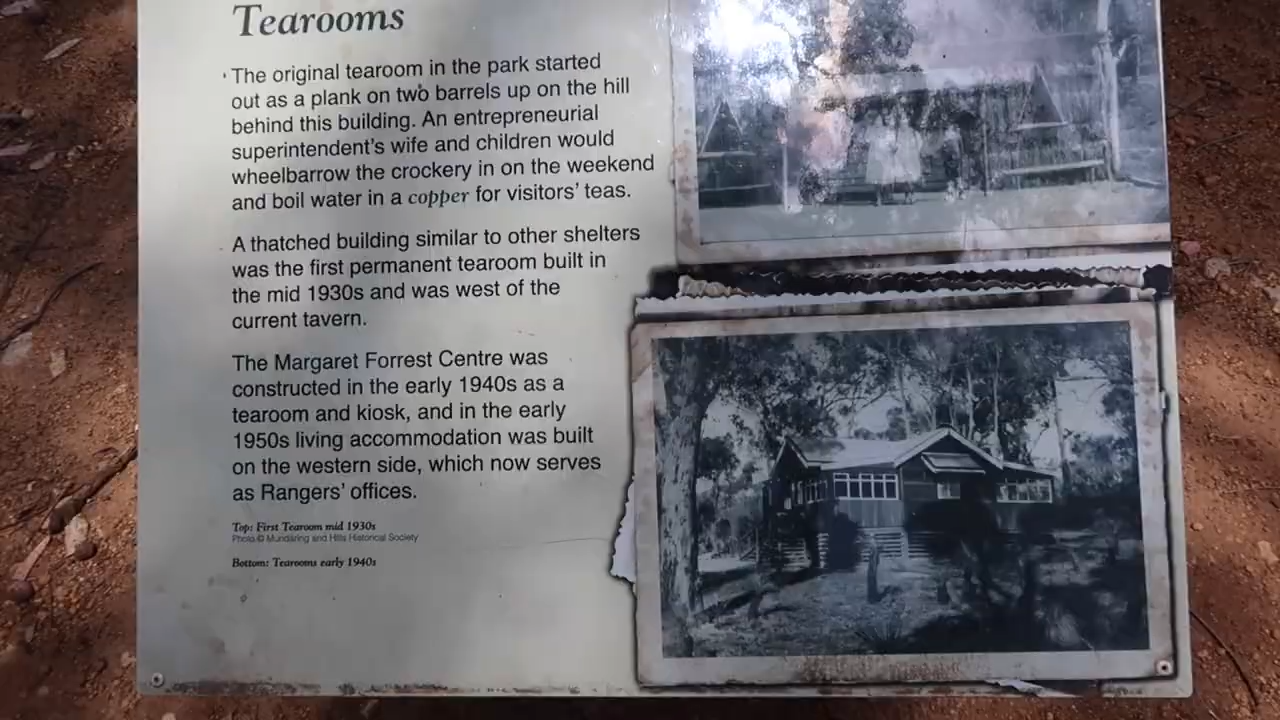 Tearooms
The original tearoom in the park started
out as a plank on two barrels up on the hill
behind this building. An entrepreneurial
superintendent's wife and children would
wheelbarrow the crockery in on the weekend
and boil water in a copper for visitors' teas.
A thatched building similar to other shelters
was the first permanent tearoom built in
the mid 1930s and was west of the
current tavern.
The Margaret Forrest Centre was
constructed in the early 1940s as a
tearoom and kiosk, and in the early
1950s living accommodation was built
on the western side, which now serves
as Rangers' offices.
Top: First Tearoom mid 1930s
Photo © Mundaring and Hills Historical Society
Bottom: Tearooms early 1940s